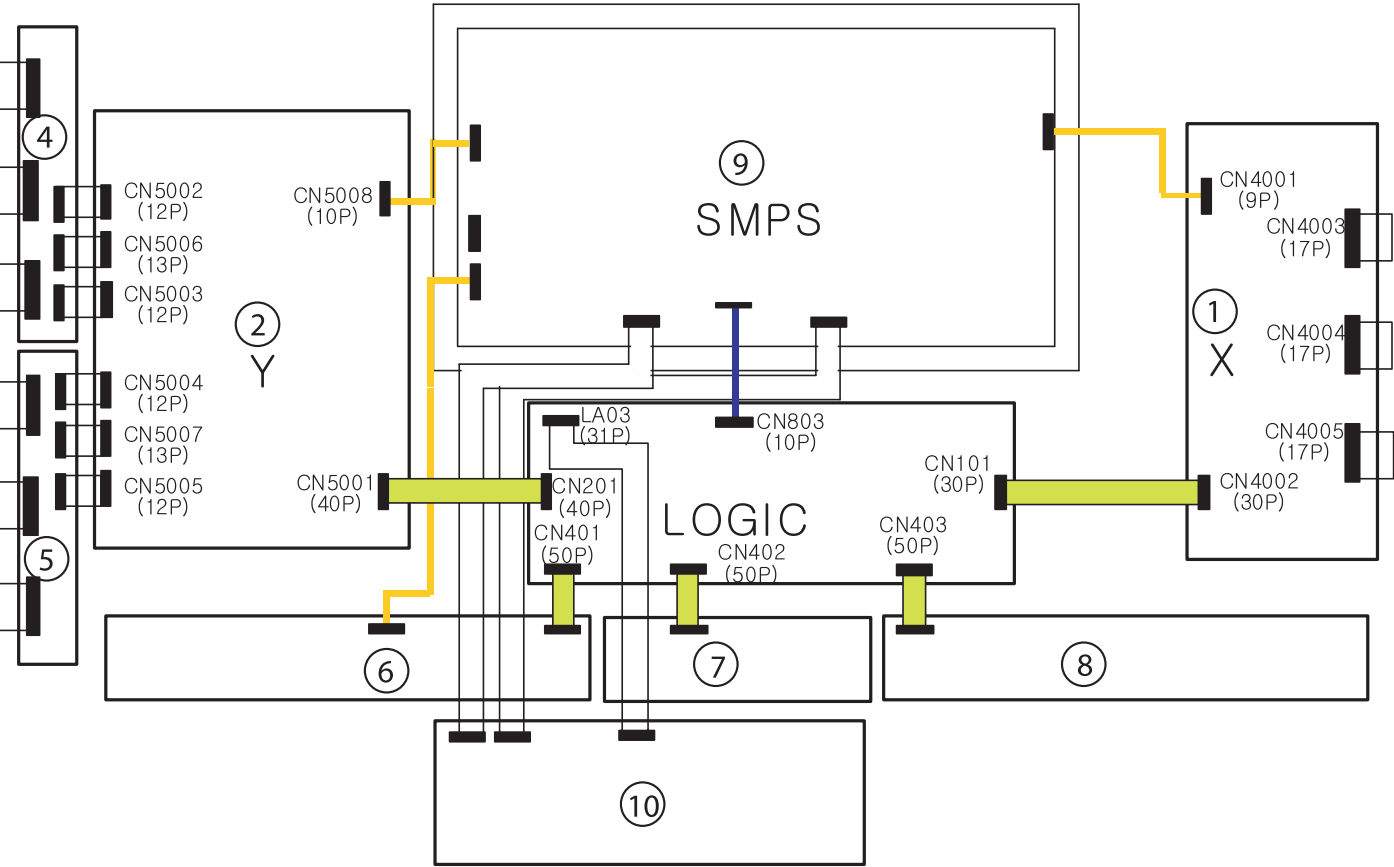 4
CN5002
(12P)
CN5006
(13P)
CN5003
(12P)
2
Y
CN5004
(12P)
CN5007
(13P)
CN5005
(12P)
5
CN5008
(10P)
CN5001
(40P)
9
SMPS
LA03
(31P)
CN803
(10P)
CN201
(40P)
CN101
(30P)
LOGIC
CN401
(50P)
CN402
(50P)
CN403
(50P)
CN4001
(9P)
CN4003
(17P)
1
X
CN4004
(17P)
CN4005
(17P)
CN4002
(30P)
6
7
8
10